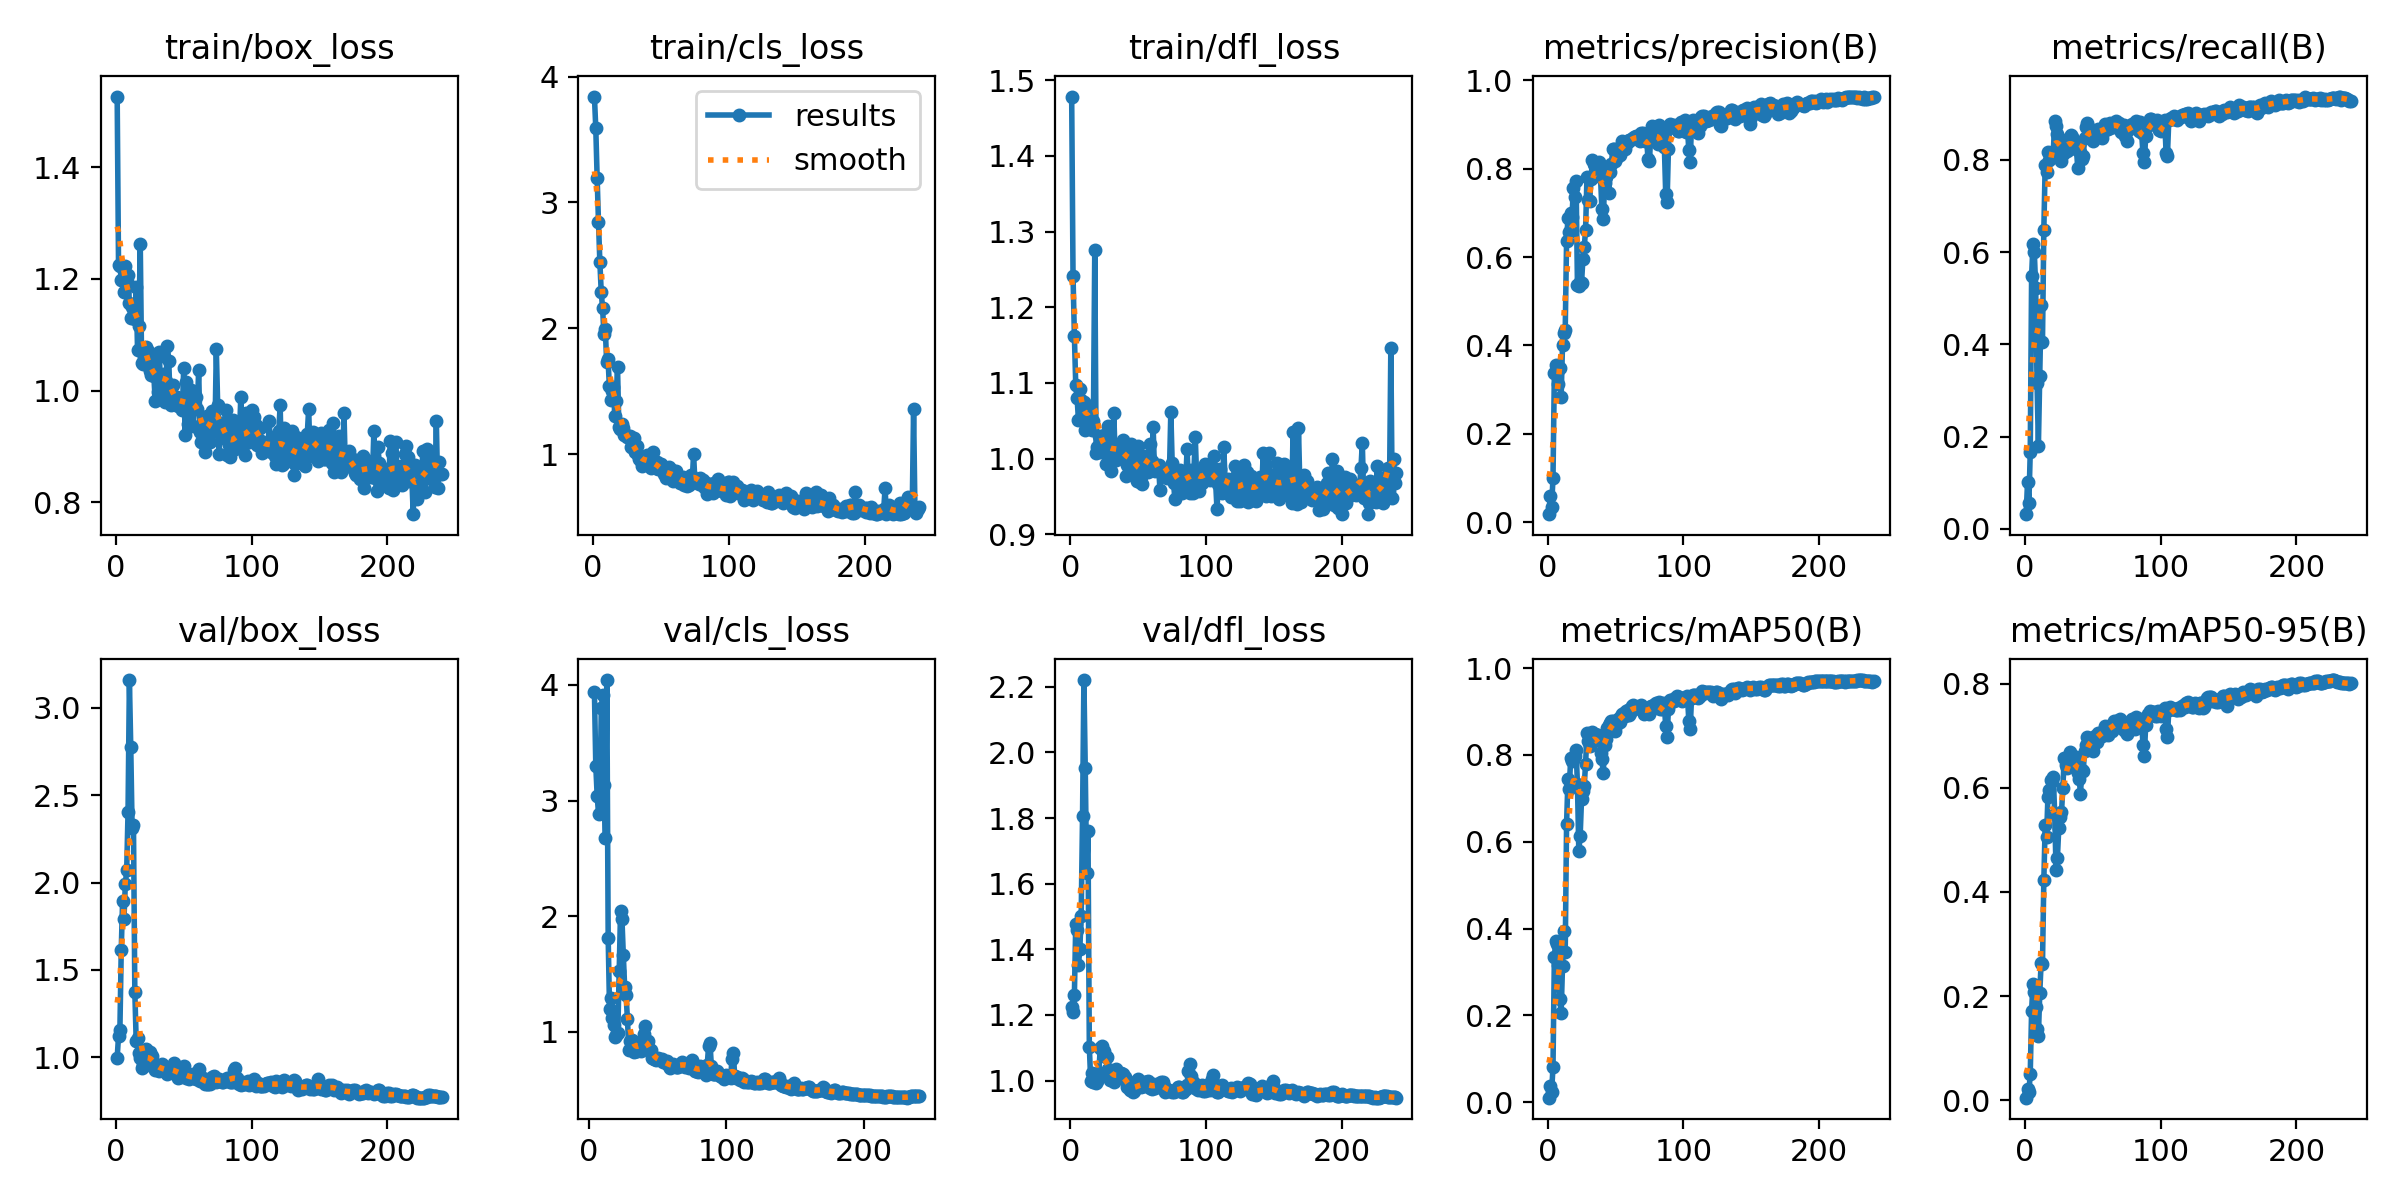 train/box_loss
1.4
1.2
1.0
0.8
0 100 200
train/cls_loss
results
smooth
4
3
2
1
0 100 200
train/dfl_loss
1.5
1.4
1.3
1.2
1.1
1.0
0.9
0 100 200
metrics/precision(B)
1.0
0.8
0.6
0.4
0.2
0.0
0 100 200
metrics/recall(B)
0.8
0.6
0.4
0.2
0.0
0 100 200
val/box_loss
3.0
2.5
2.0
1.5
1.0
0 100 200
val/cls_loss
4
3
2
1
0 100 200
val/dfl_loss
2.2
2.0
1.8
1.6
1.4
1.2
1.0
0 100 200
metrics/mAP50(B)
1.0
0.8
0.6
0.4
0.2
0.0
0 100 200
metrics/mAP50-95(B)
0.8
0.6
0.4
0.2
0.0
0 100 200